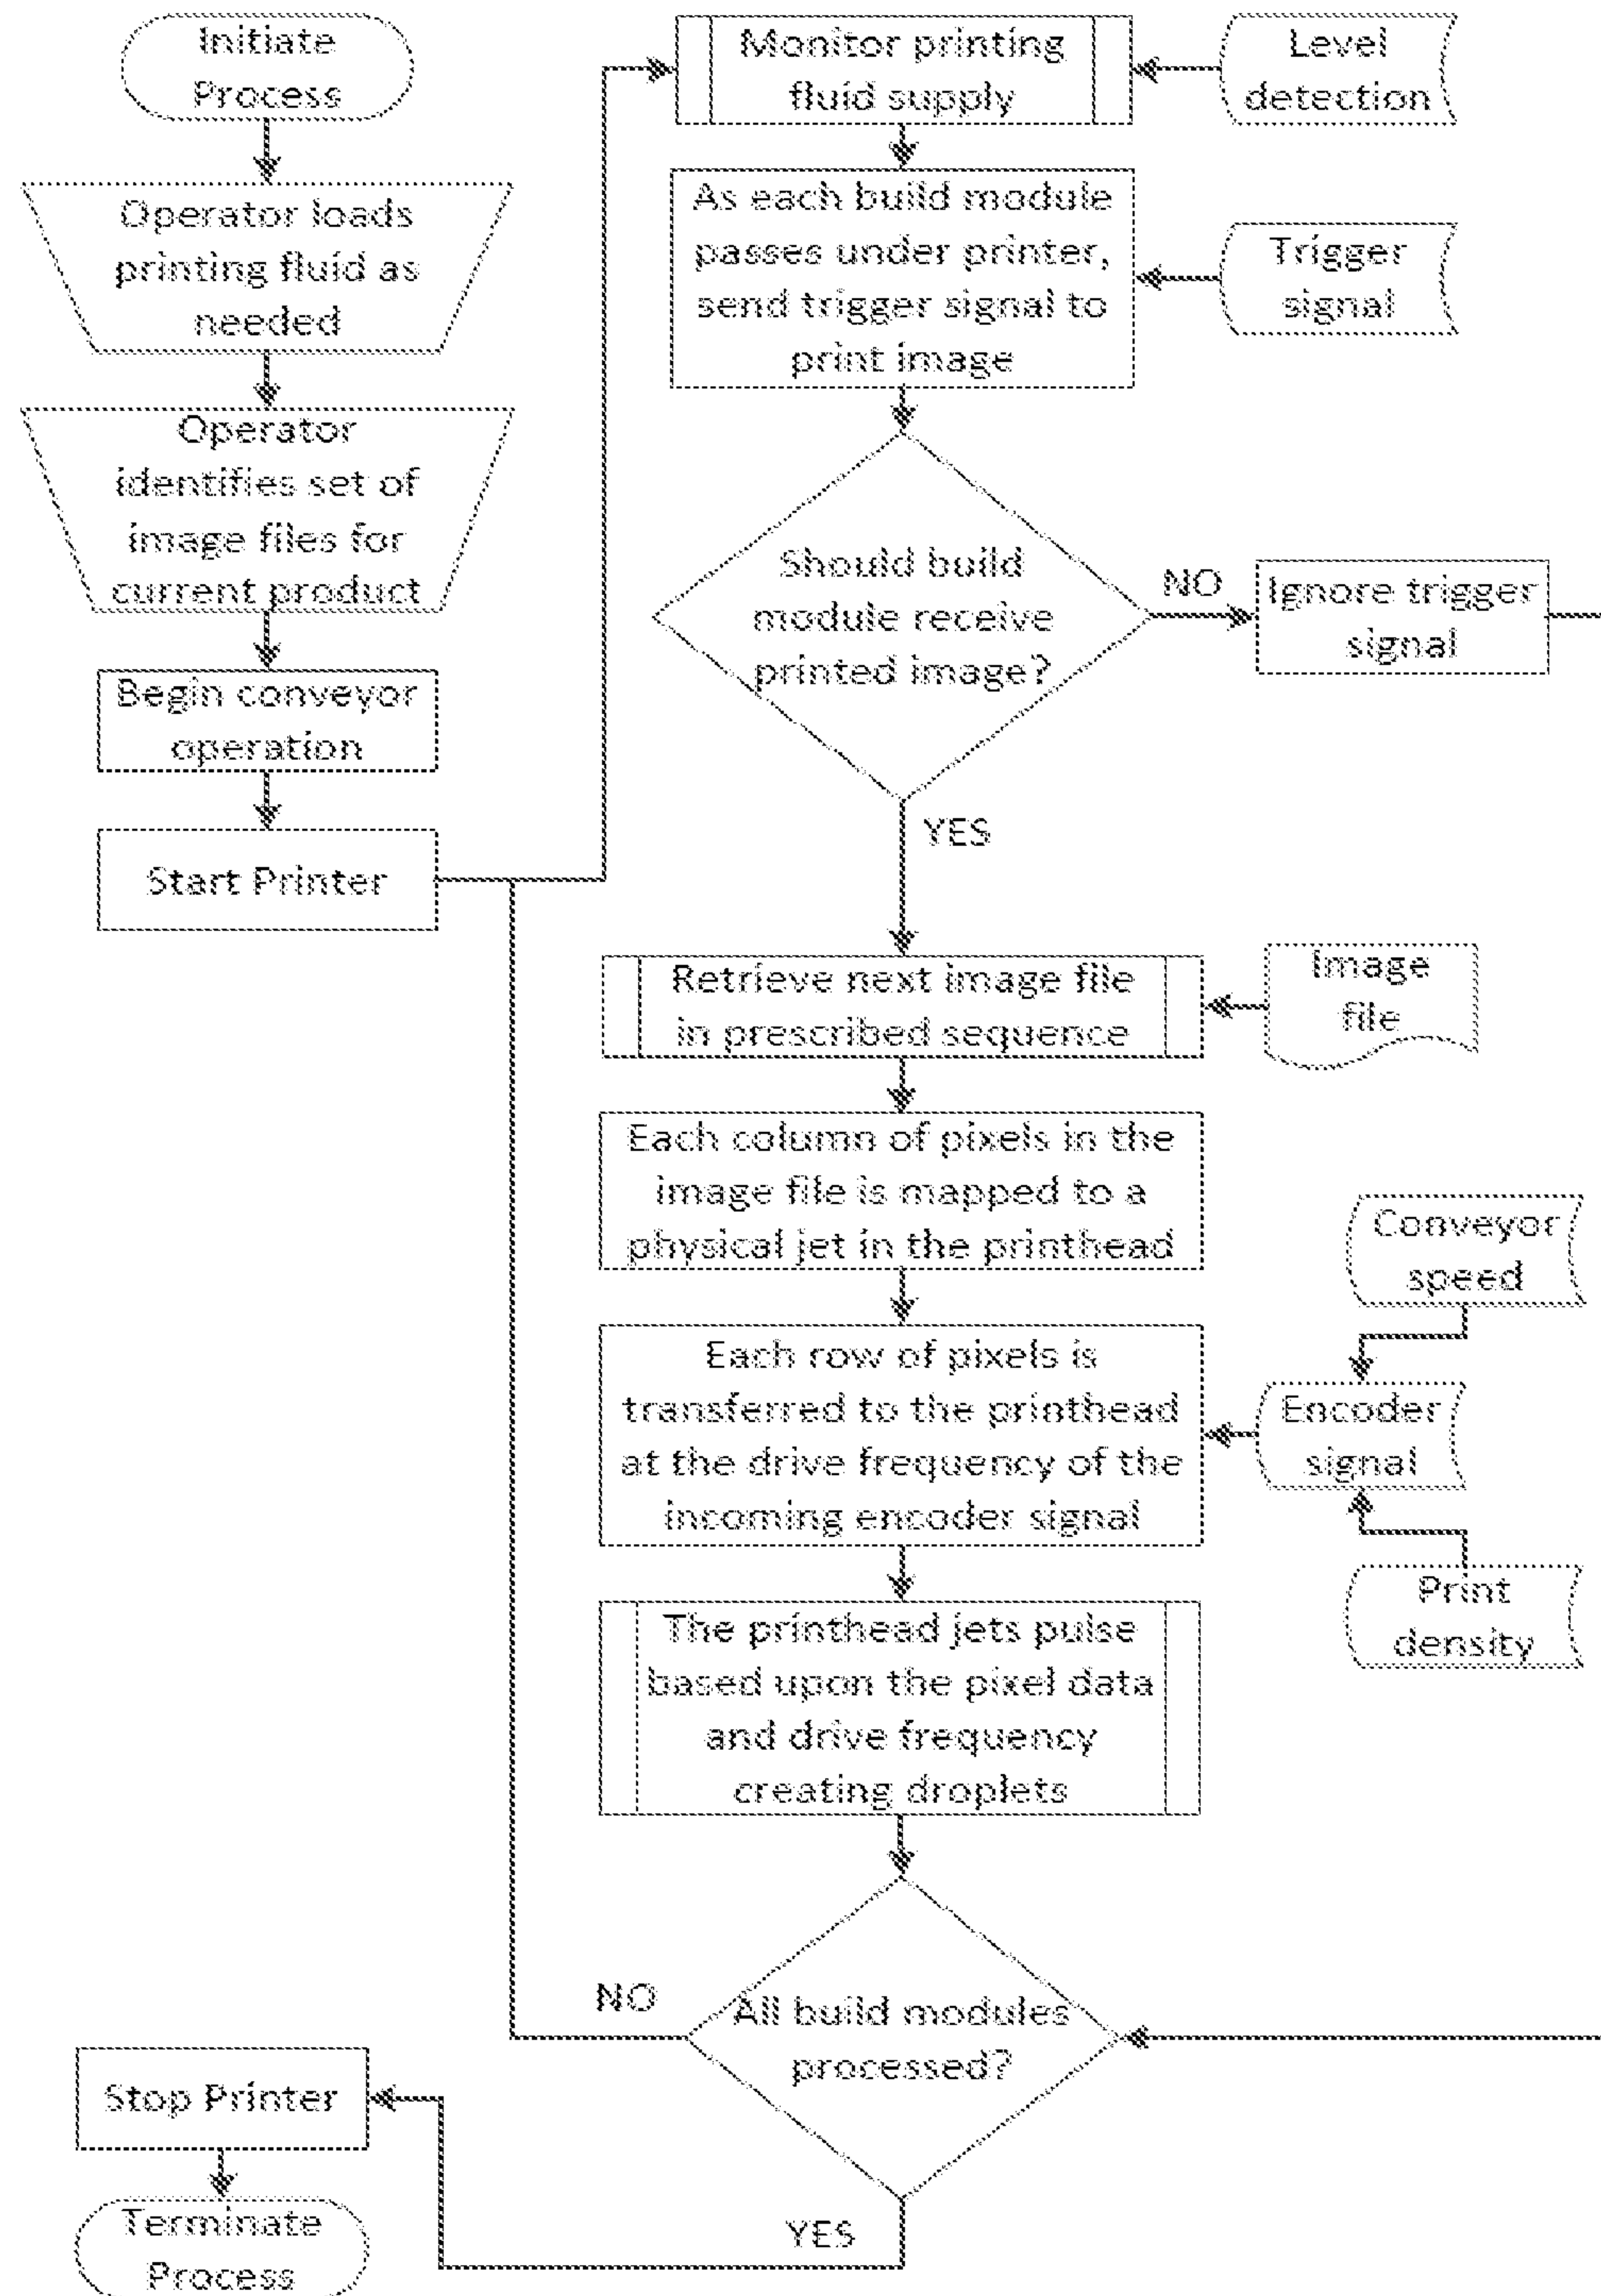 Initiate
Process
Operator loads
printing fluid as
needed
Operator
identifies set of
image files for
current product
Begin conveyor
operation
Start Printer
Monitor printing
fluid supply
Level
detection
As each build module
passes under printer,
send trigger signal to
print image
Trigger
signal
Should build
module receive
printed image?
NO
Ignore trigger
signal
YES
Retrieve next image file
in prescribed sequence
Image
file
Each column of pixels in the
image file is mapped to a
physical jet in the printhead
Conveyor
speed
Each row of pixels is
transferred to the printhead
at the drive frequency of the
incoming encoder signal
Encoder
signal
Print
density
The printhead jets pulse
based upon the pixel data
and drive frequency
creating droplets
NO
All build modules
processed?
YES
Stop Printer
Terminate
Process